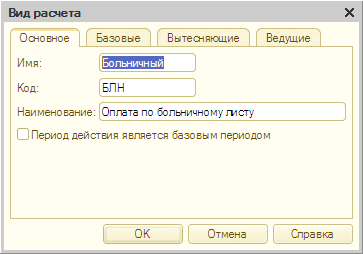 Вид расчета
Основное Базовые Вытесняющие Ведущие
Имя: Больничный
Код: БПН
Наименование: Оплата по больничному листу
Период действия является базовым периодом
OK Отмена Справка